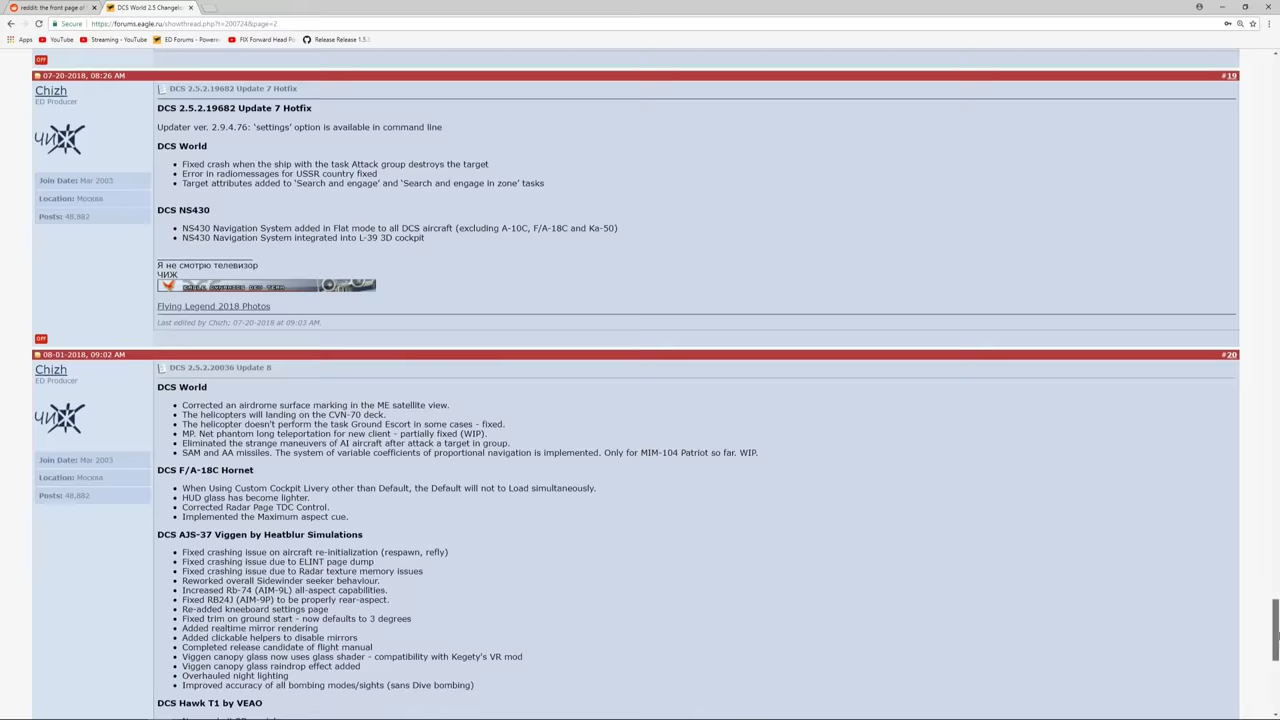 reddit: the front page of
DCS World 2.5 Changelo
Secure
https://forums.eagle.ru/showthread.php?t=200724&page=2
Apps
YouTube
Streaming - YouTube
ED Forums - Powere
FIX Forward Head Po
Release Release 1.5.
Off
07-20-2018, 08:26 AM
#19
Chizh
ED Producer
чиж
Join Date: Mar 2003
Location: Москва
Posts: 48,882
DCS 2.5.2.19682 Update 7 Hotfix
DCS 2.5.2.19682 Update 7 Hotfix
Updater ver. 2.9.4.76: 'settings' option is available in command line
DCS World
Fixed crash when the ship with the task Attack group destroys the target
Error in radiomessages for USSR country fixed
Target attributes added to 'Search and engage' and 'Search and engage in zone' tasks
DCS NS430
NS430 Navigation System added in Flat mode to all DCS aircraft (excluding A-10C, F/A-18C and Ka-50)
NS430 Navigation System integrated into L-39 3D cockpit
Я не смотрю телевизор
ЧИЖ
Flying Legend 2018 Photos
Last edited by Chizh; 07-20-2018 at 09:03 AM.
Off
08-01-2018, 09:02 AM
#20
Chizh
ED Producer
чиж
Join Date: Mar 2003
Location: Москва
Posts: 48,882
DCS 2.5.2.20036 Update 8
DCS World
Corrected an airdrome surface marking in the ME satellite view.
The helicopters will landing on the CVN-70 deck.
The helicopter doesn't perform the task Ground Escort in some cases - fixed.
MP. Net phantom long teleportation for new client - partially fixed (WIP).
Eliminated the strange maneuvers of AI aircraft after attack a target in group.
SAM and AA missiles. The system of variable coefficients of proportional navigation is implemented. Only for MIM-104 Patriot so far. WIP.
DCS F/A-18C Hornet
When Using Custom Cockpit Livery other than Default, the Default will not to Load simultaneously.
HUD glass has become lighter.
Corrected Radar Page TDC Control.
Implemented the Maximum aspect cue.
DCS AJS-37 Viggen by Heatblur Simulations
Fixed crashing issue on aircraft re-initialization (respawn, refly)
Fixed crashing issue due to ELINT page dump
Fixed crashing issue due to Radar texture memory issues
Reworked overall Sidewinder seeker behaviour.
Increased Rb-74 (AIM-9L) all-aspect capabilities.
Fixed RB24J (AIM-9P) to be properly rear-aspect.
Re-added kneeboard settings page
Fixed trim on ground start - now defaults to 3 degrees
Added realtime mirror rendering
Added clickable helpers to disable mirrors
Completed release candidate of flight manual
Viggen canopy glass now uses glass shader - compatibility with Kegety's VR mod
Viggen canopy glass raindrop effect added
Overhauled night lighting
Improved accuracy of all bombing modes/sights (sans Dive bombing)
DCS Hawk T1 by VEAO